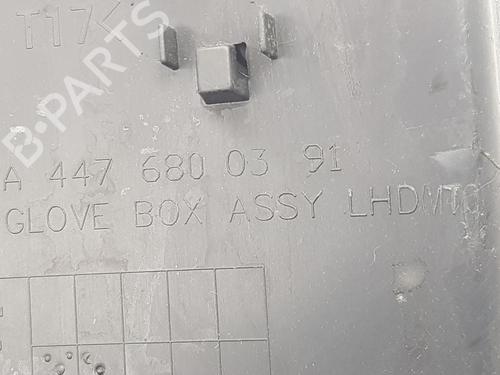 T17<
B-PARTS
A 447 680 03 91
GLOVE BOX ASSY LHD